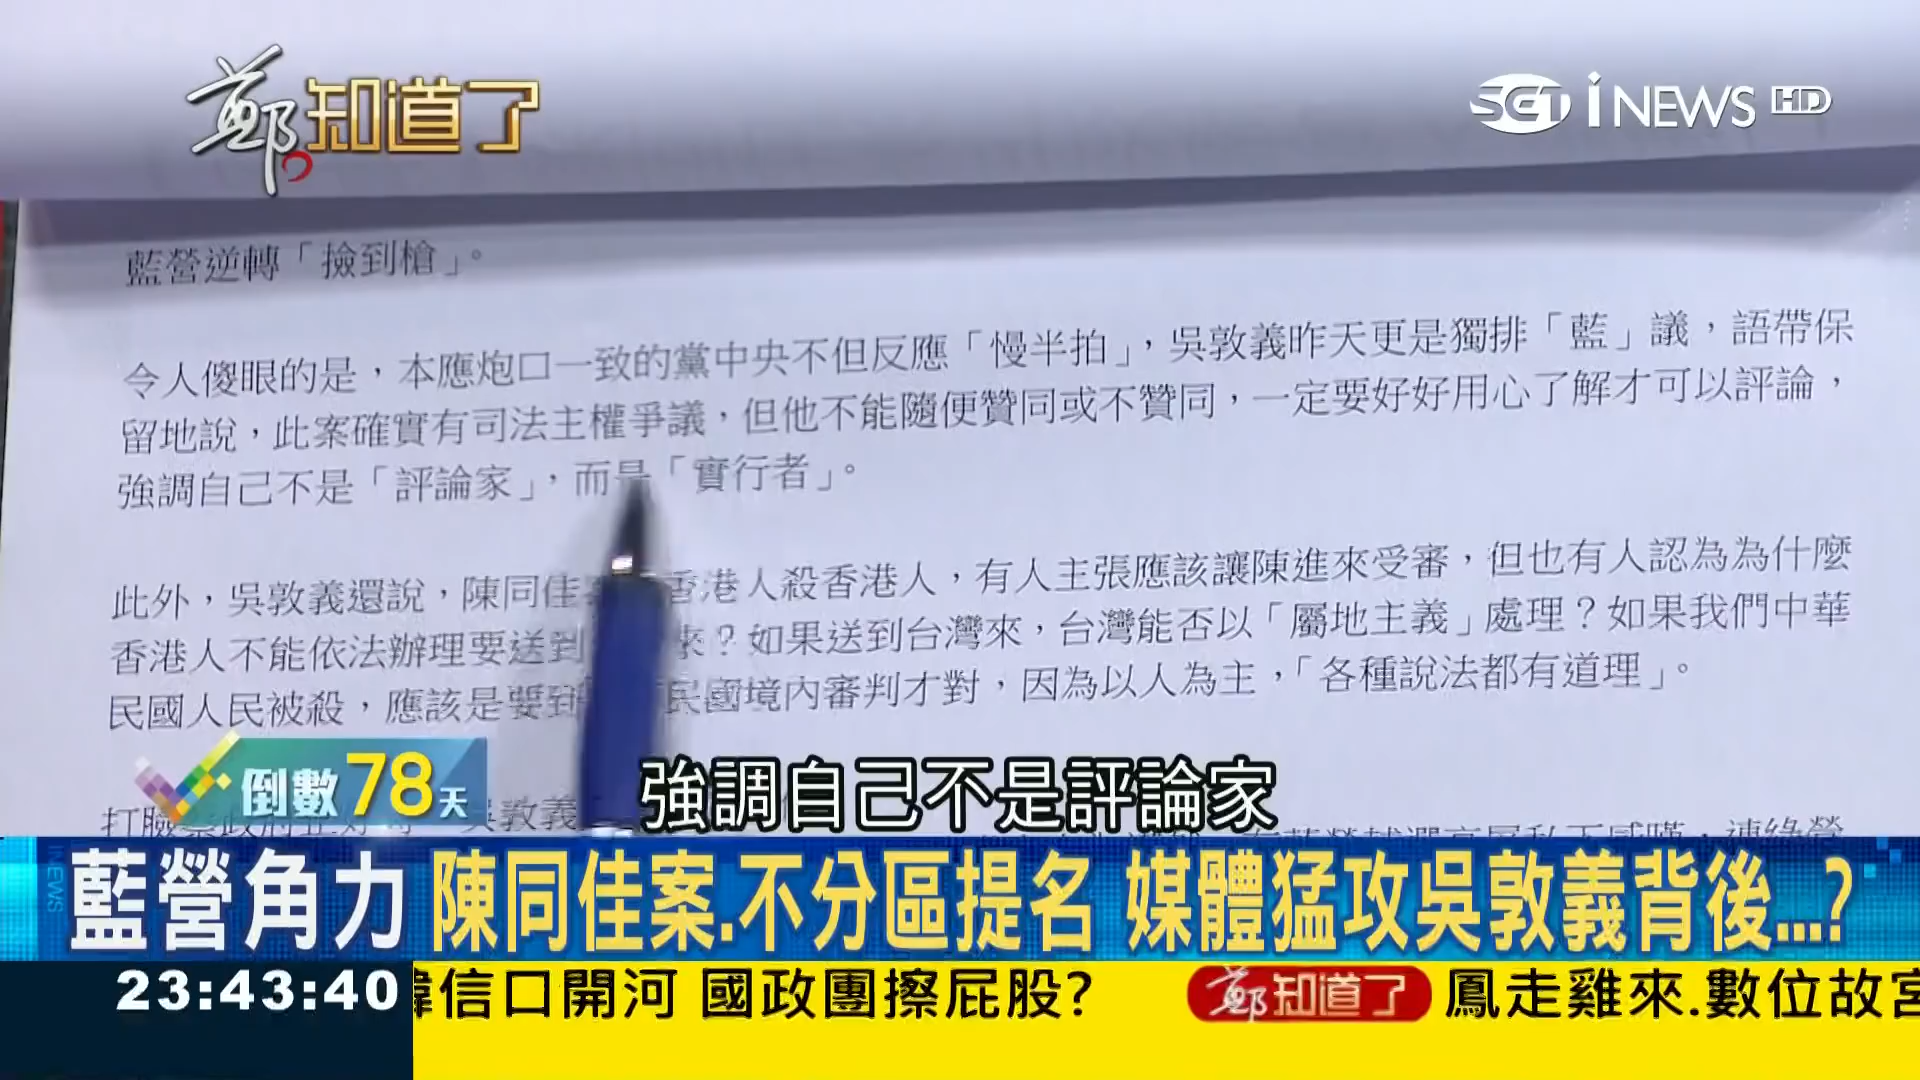 鄭知道了
SET iNEWS HD
藍營逆轉「撿到槍」。
令人傻眼的是，本應炮口一致的黨中央不但反應「慢半拍」，吳敦義昨天更是獨排「藍」議，語帶保
留地說，此案確實有司法主權爭議，但他不能隨便贊同或不贊同，一定要好好用心了解才可以評論，
強調自己不是「評論家」，而是「實行者」。
此外，吳敦義還說，陳同佳 香港人殺香港人，有人主張應該讓陳進來受審，但也有人認為為什麼
香港人不能依法辦理要送到 來？如果送到台灣來，台灣能否以「屬地主義」處理？如果我們中華
民國人民被殺，應該是要到 民國境內審判才對，因為以人為主，「各種說法都有道理」。
倒數78天
打臉 吳敦義
強調自己不是評論家
NEWS
藍營角力 陳同佳案.不分區提名 媒體猛攻吳敦義背後...?
23:43:40
信口開河 國政團擦屁股?
鄭知道了
鳳走雞來.數位故宮